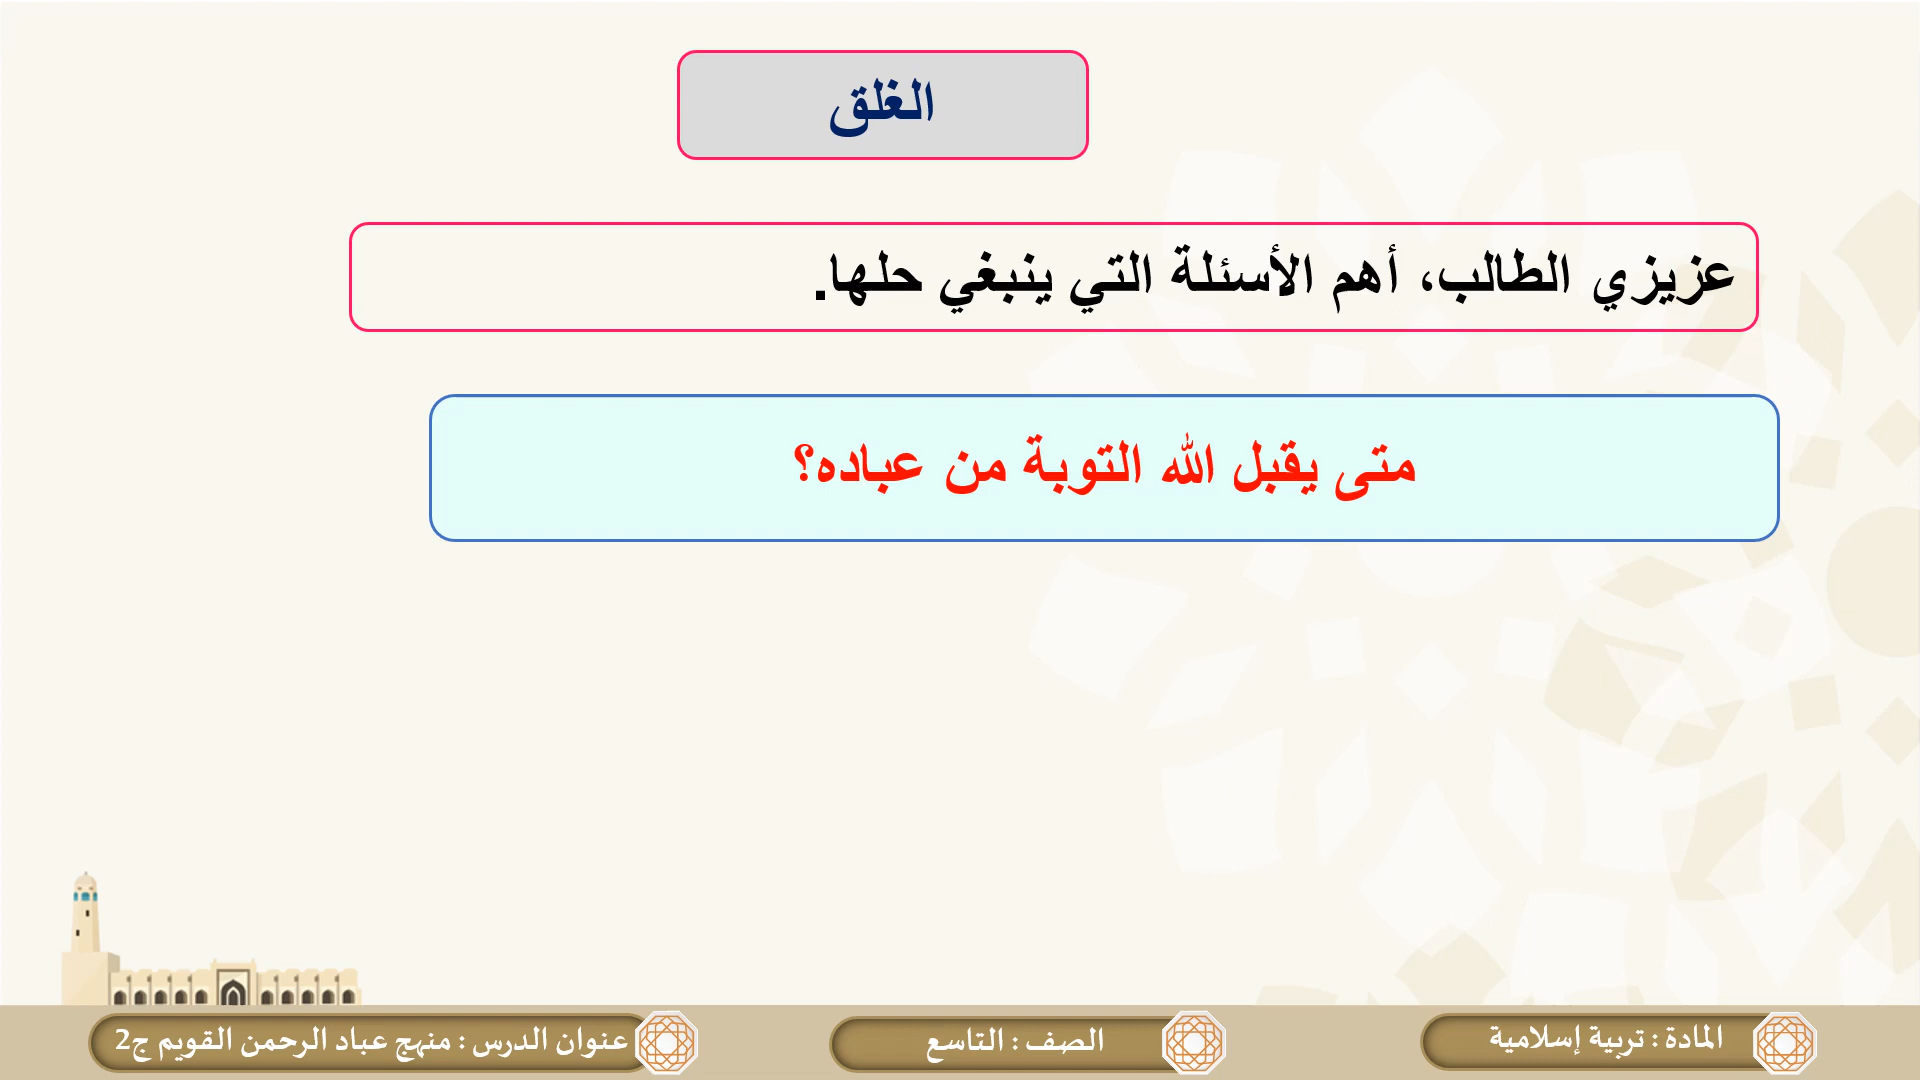 الغلق
عزيزي الطالب، أهم الأسئلة التي ينبغي حلها.
متى يقبل الله التوبة من عباده؟
المادة : تربية إسلامية
الصف : التاسع
عنوان الدرس : منهج عباد الرحمن القويم ج2